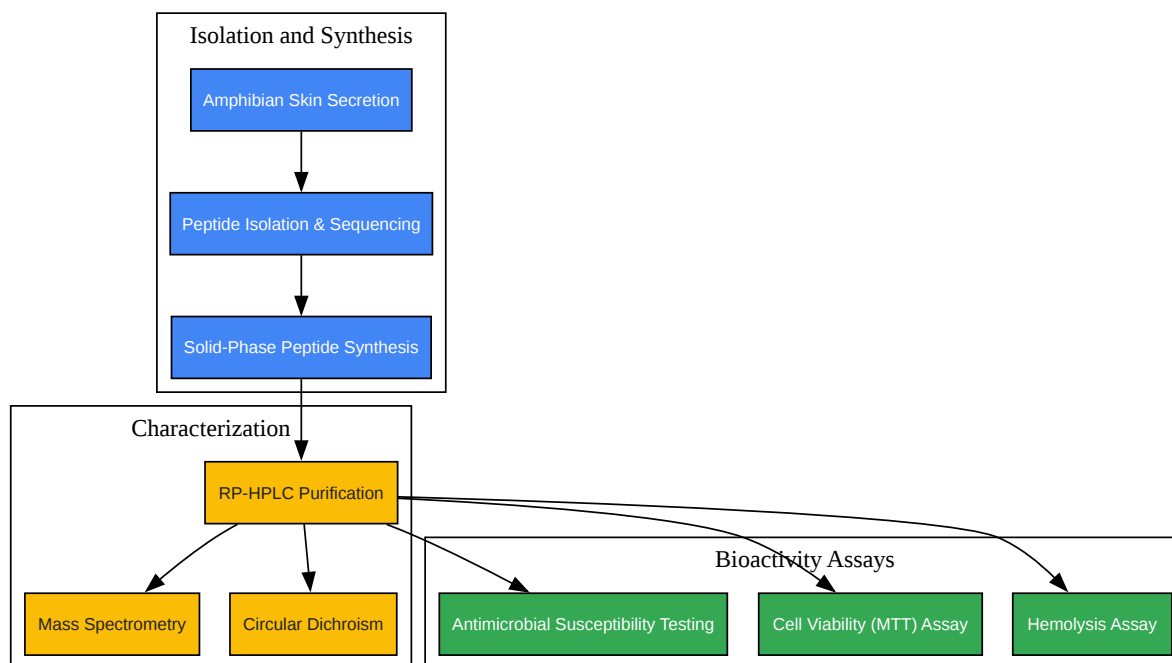 Isolation and Synthesis
Amphibian Skin Secretion
Peptide Isolation & Sequencing
Solid-Phase Peptide Synthesis
Characterization
RP-HPLC Purification
Bioactivity Assays
Mass Spectrometry
Circular Dichroism
Antimicrobial Susceptibility Testing
Cell Viability (MTT) Assay
Hemolysis Assay